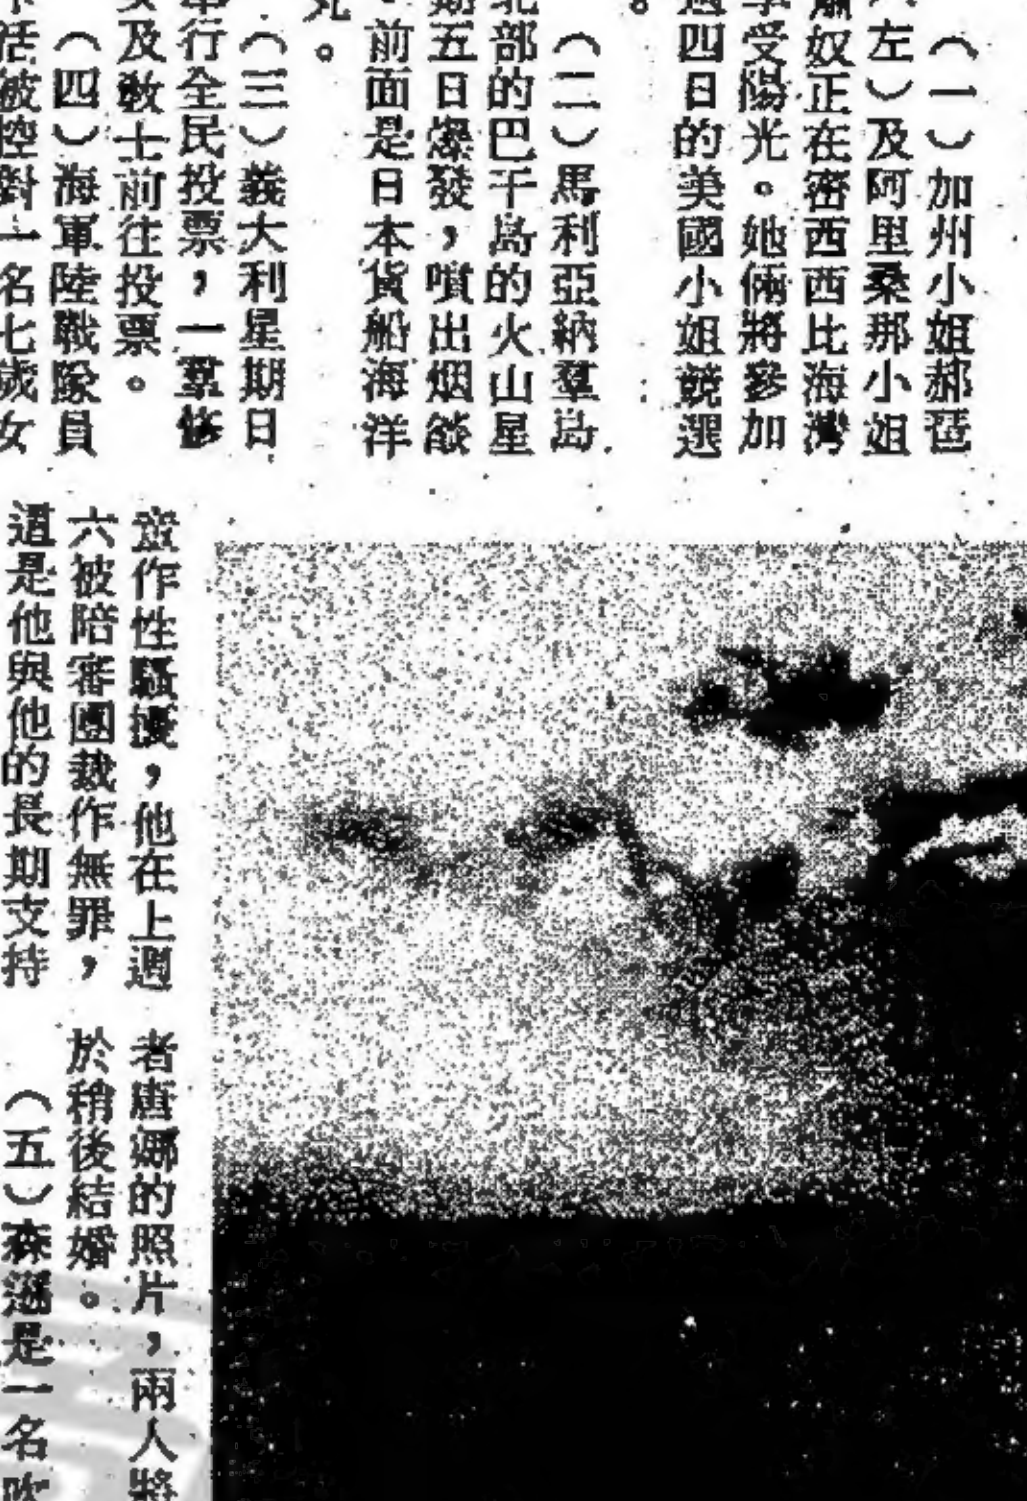 （一）加州小姐郝琶
左）及阿里桑那小姐
奴正在密西西比海灣
享受陽光。她倆將參加
週四日的美國小姐競選
。
（二）馬利亞納羣島
北部的巴干島的火山星
期五日爆發，噴出烟燄
，前面是日本貨船海洋
丸。
（三）義大利星期日
舉行全民投票，一羣修
女及教士前往投票。
（四）海軍陸戰隊員
卡活被控對一名七歲女
童作性騷擾，他在上週
六被陪審團裁作無罪，
這是他與他的長期支持
者唐娜的照片，兩人將
於稍後結婚。
（五）森遜是一名吹